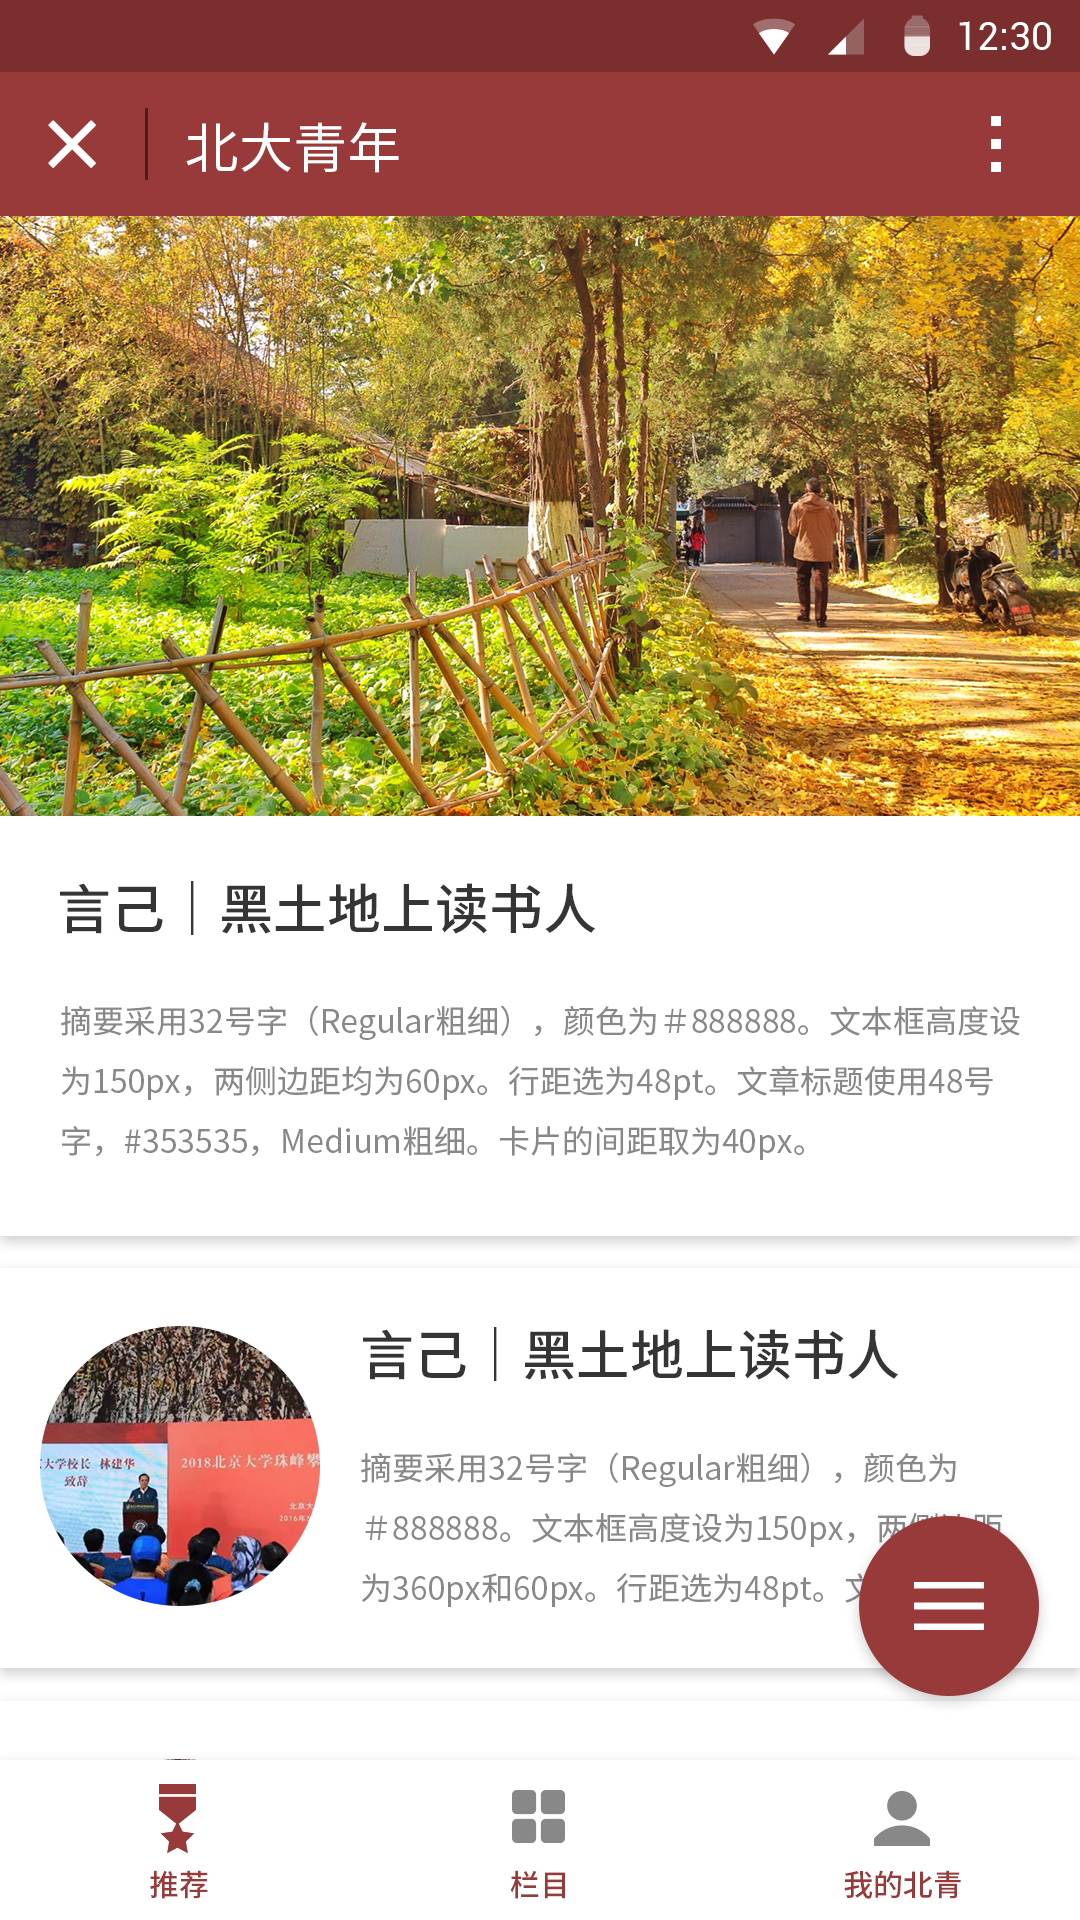 12:30
北大青年
言己｜黑土地上读书人
摘要采用32号字（Regular粗细），颜色为＃888888。文本框高度设
为150px，两侧边距均为60px。行距选为48pt。文章标题使用48号
字，#353535，Medium粗细。卡片的间距取为40px。
言己｜黑土地上读书人
大学校长 林建华
致辞
2018北京大学珠峰攀
北京大
摘要采用32号字（Regular粗细），颜色为
＃888888。文本框高度设为150px，两侧边距
为360px和60px。行距选为48pt。文
推荐
栏目
我的北青